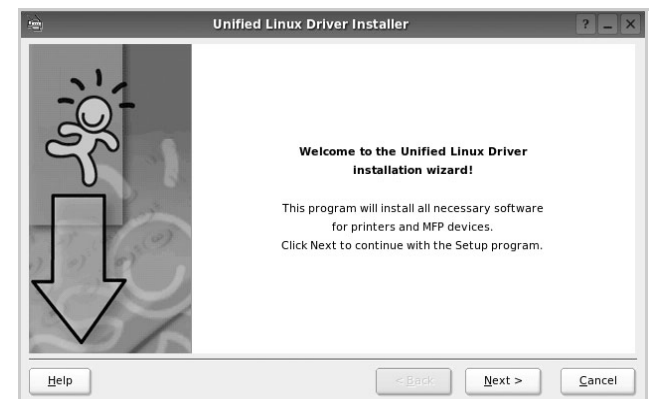 Unified Linux Driver Installer
? _ X
Welcome to the Unified Linux Driver
installation wizard!
This program will install all necessary software
for printers and MFP devices.
Click Next to continue with the Setup program.
Help
< Back
Next >
Cancel